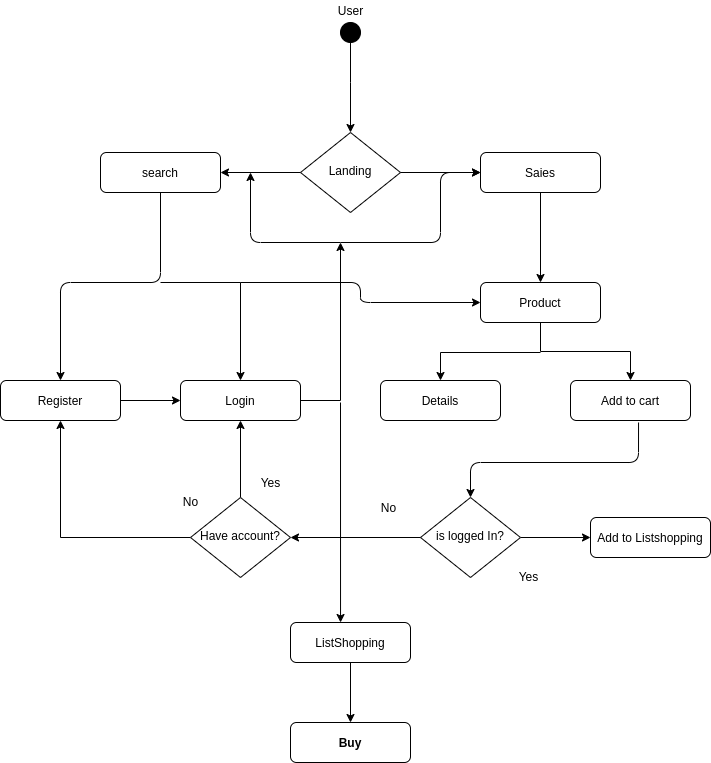 User
Landing
search
Sales
Product
Register
Login
Details
Add to cart
Yes
No
No
Have account?
is logged In?
Add to Listshopping
Yes
ListShopping
Buy